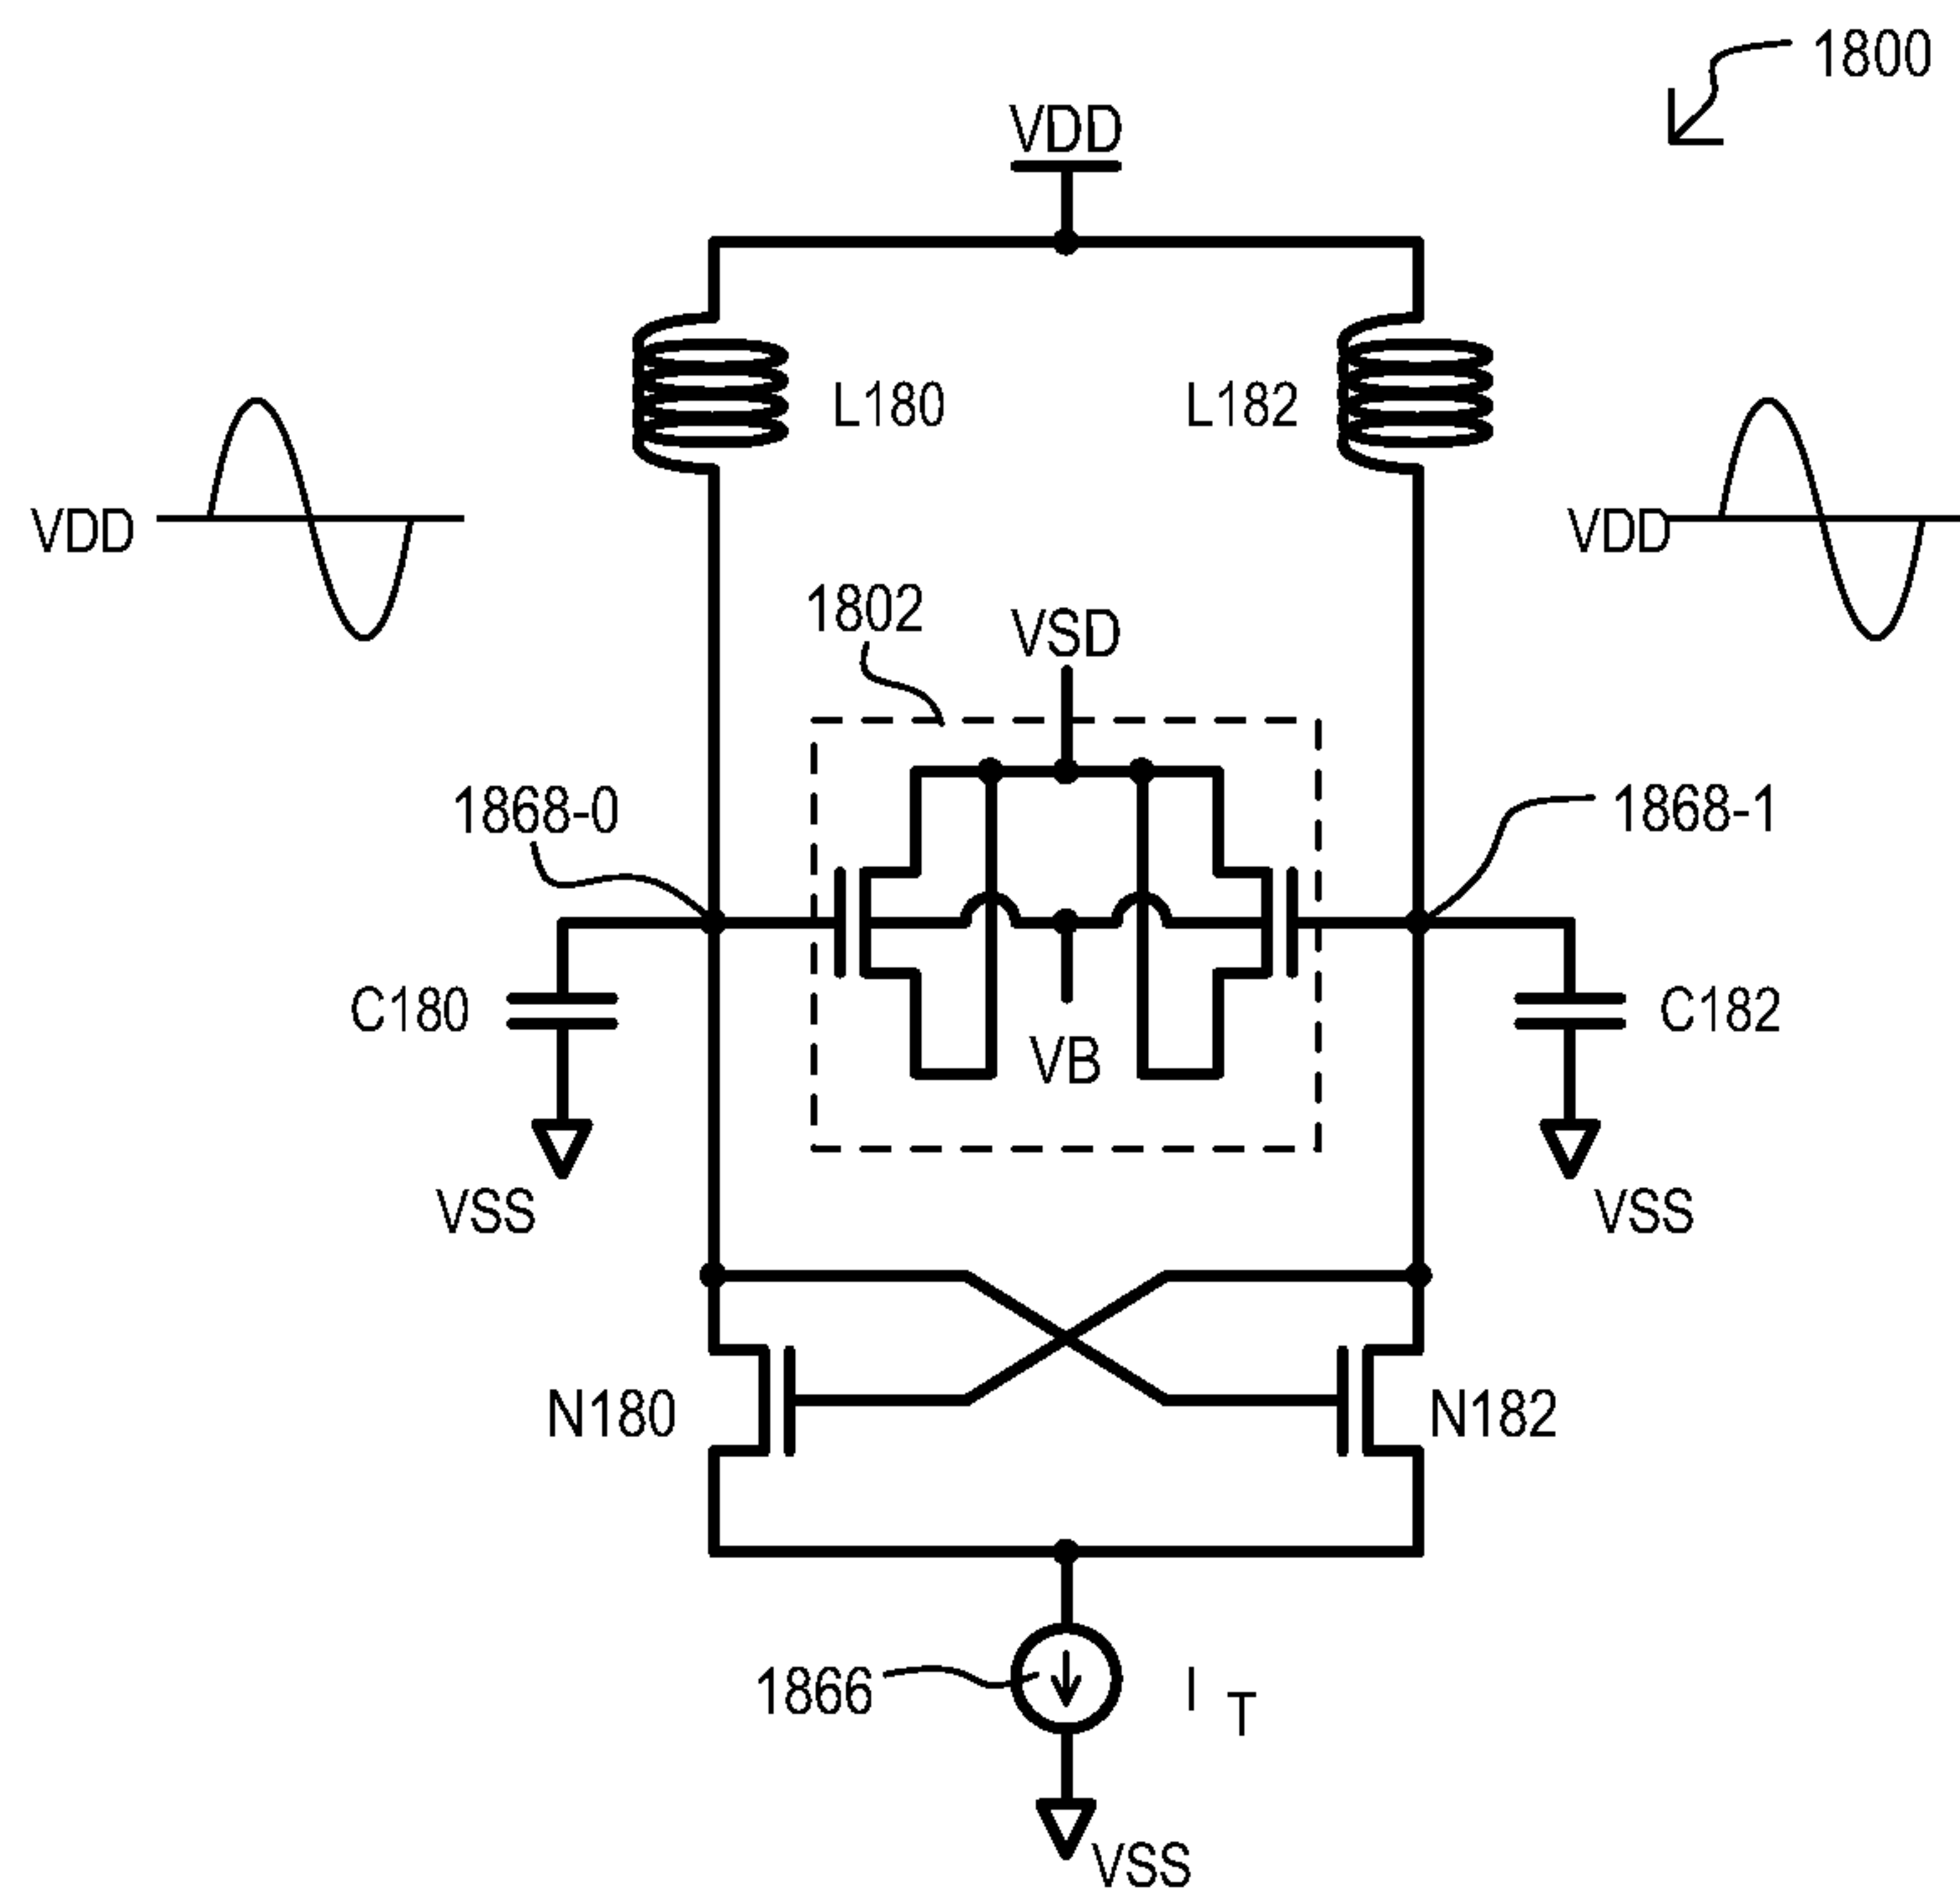 1800
VDD
L180
L182
VDD
VDD
1802
VSD
1868-0
1868-1
C180
VB
C182
VSS
VSS
N180
N182
1866
I T
VSS